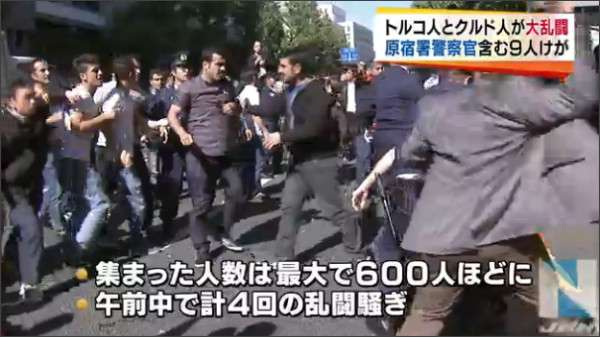 トルコ人とクルド人が大乱闘
原宿署警察官含む9人けが
・集まった人数は最大で600人ほどに
・午前中で計4回の乱闘騒ぎ
N